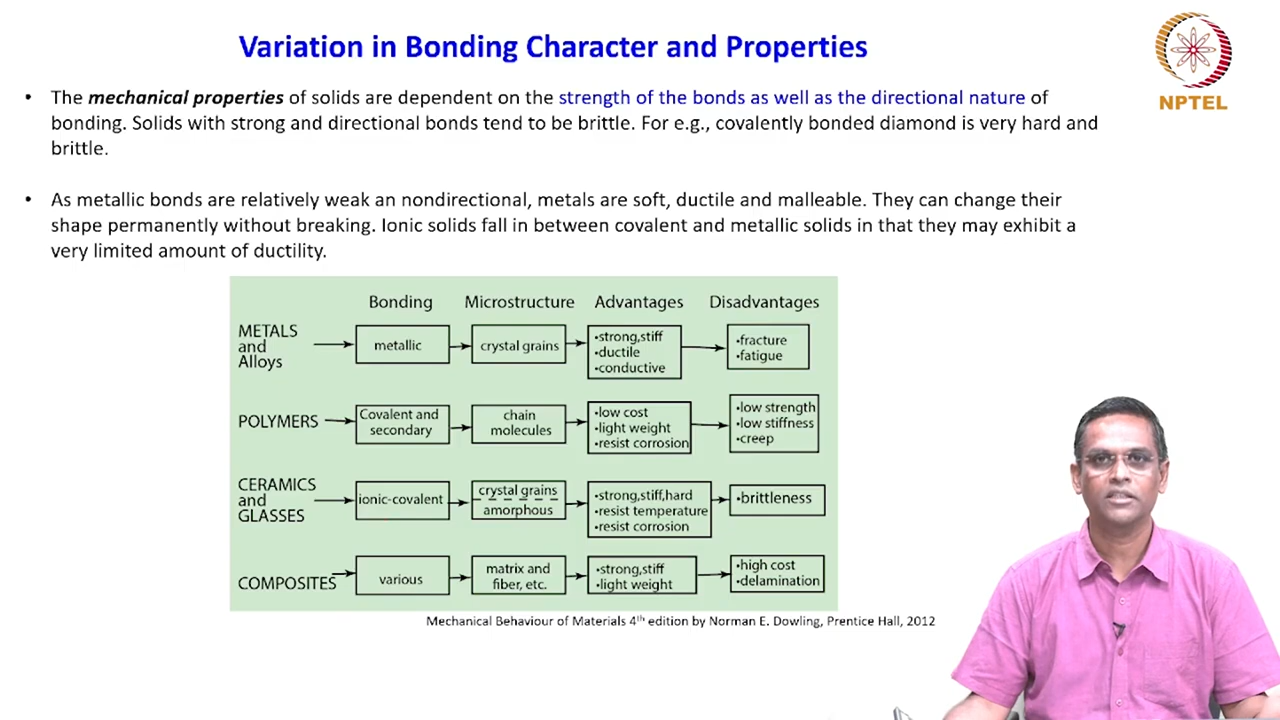 Variation in Bonding Character and Properties
NPTEL
• The mechanical properties of solids are dependent on the strength of the bonds as well as the directional nature of
bonding. Solids with strong and directional bonds tend to be brittle. For e.g., covalently bonded diamond is very hard and
brittle.
• As metallic bonds are relatively weak an nondirectional, metals are soft, ductile and malleable. They can change their
shape permanently without breaking. Ionic solids fall in between covalent and metallic solids in that they may exhibit a
very limited amount of ductility.
Bonding Microstructure Advantages Disadvantages
METALS
and
Alloys
metallic
crystal grains
•strong,stiff
•ductile
•conductive
•fracture
•fatigue
POLYMERS
Covalent and
secondary
chain
molecules
•low cost
•light weight
•resist corrosion
•low strength
•low stiffness
•creep
CERAMICS
and
GLASSES
ionic-covalent
crystal grains
amorphous
•strong,stiff,hard
•resist temperature
•resist corrosion
•brittleness
COMPOSITES
various
matrix and
fiber, etc.
•strong,stiff
•light weight
•high cost
•delamination
Mechanical Behaviour of Materials 4th edition by Norman E. Dowling, Prentice Hall, 2012